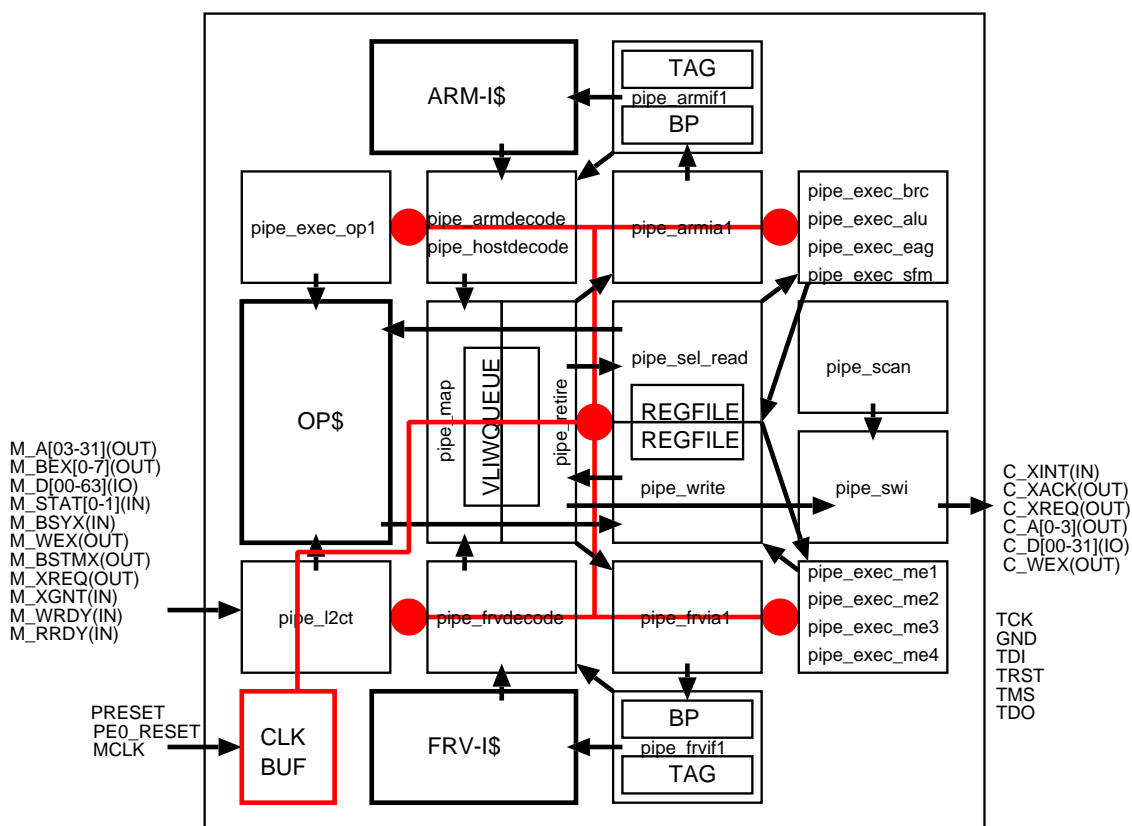 TAG
ARM-I$
pipe_armif1
BP
pipe_exec_op1
pipe_armdecode
pipe_hostdecode
pipe_armia1
pipe_exec_brc
pipe_exec_alu
pipe_exec_eag
pipe_exec_sfm
OP$
pipe_map
VLIWQUEUE
pipe_retire
pipe_sel_read
REGFILE
REGFILE
pipe_write
pipe_scan
pipe_swi
M_A[03-31](OUT)
M_BEX[0-7](OUT)
M_D[00-63](IO)
M_STAT[0-1](IN)
M_BSYX(IN)
M_WEX(OUT)
M_BSTMX(OUT)
M_XREQ(OUT)
M_XGNT(IN)
M_WRDY(IN)
M_RRDY(IN)
C_XINT(IN)
C_XACK(OUT)
C_XREQ(OUT)
C_A[0-3](OUT)
C_D[00-31](IO)
C_WEX(OUT)
pipe_l2ct
pipe_frvdecode
pipe_frvia1
pipe_exec_me1
pipe_exec_me2
pipe_exec_me3
pipe_exec_me4
TCK
GND
TDI
TRST
TMS
TDO
PRESET
PE0_RESET
MCLK
CLK
BUF
FRV-I$
BP
pipe_frvif1
TAG